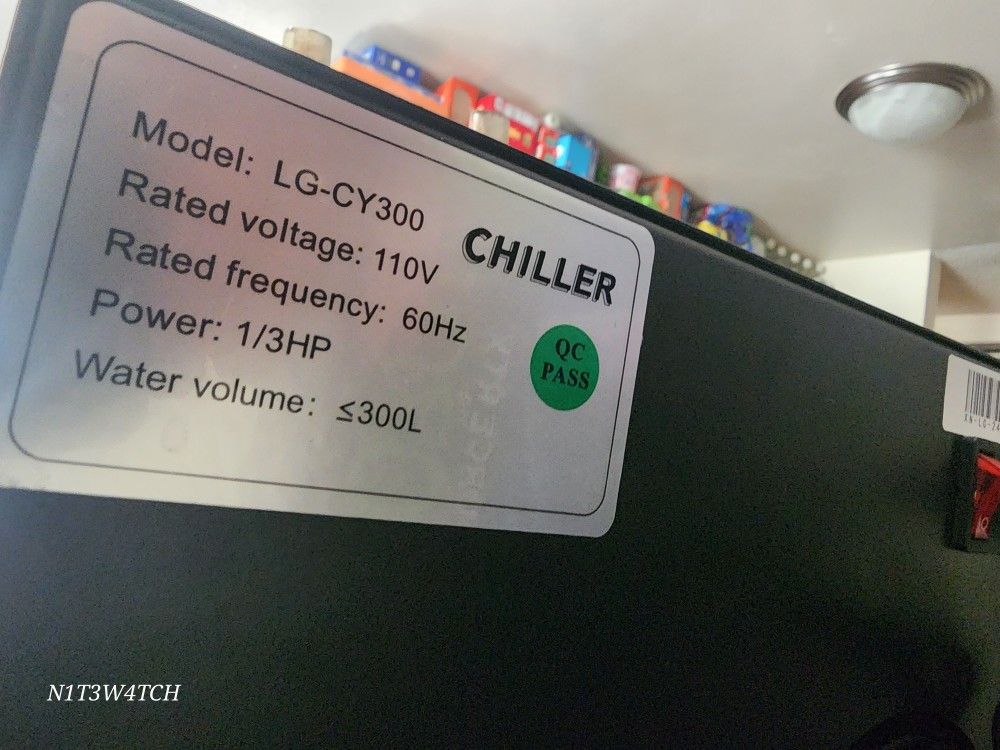 Model: LG-CY300
Rated voltage: 110V
Rated frequency: 60Hz
Power: 1/3HP
Water volume: ≤300L
CHILLER
QC
PASS
N1T3W4TCH